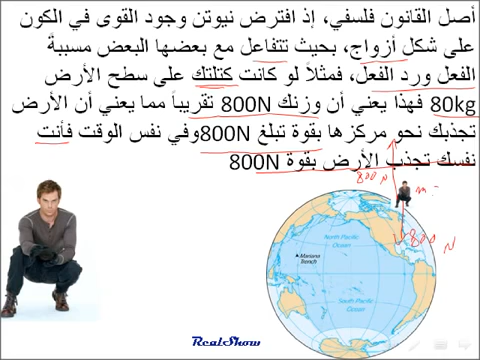 أصل القانون فلسفي، إذ افترض نيوتن وجود القوى في الكون
على شكل أزواج، بحيث تتفاعل مع بعضها البعض مسببةً
الفعل ورد الفعل، فمثلاً لو كانت كتلتك على سطح الأرض
80kg فهذا يعني أن وزنك 800N تقريباً مما يعني أن الأرض
تجذبك نحو مركزها بقوة تبلغ 800Nوفي نفس الوقت فأنت
نفسك تجذب الأرض بقوة 800N
800 N
m
800 N
North Pacific
Ocean
Mariana
Trench
South Pacific
Ocean
RealShow